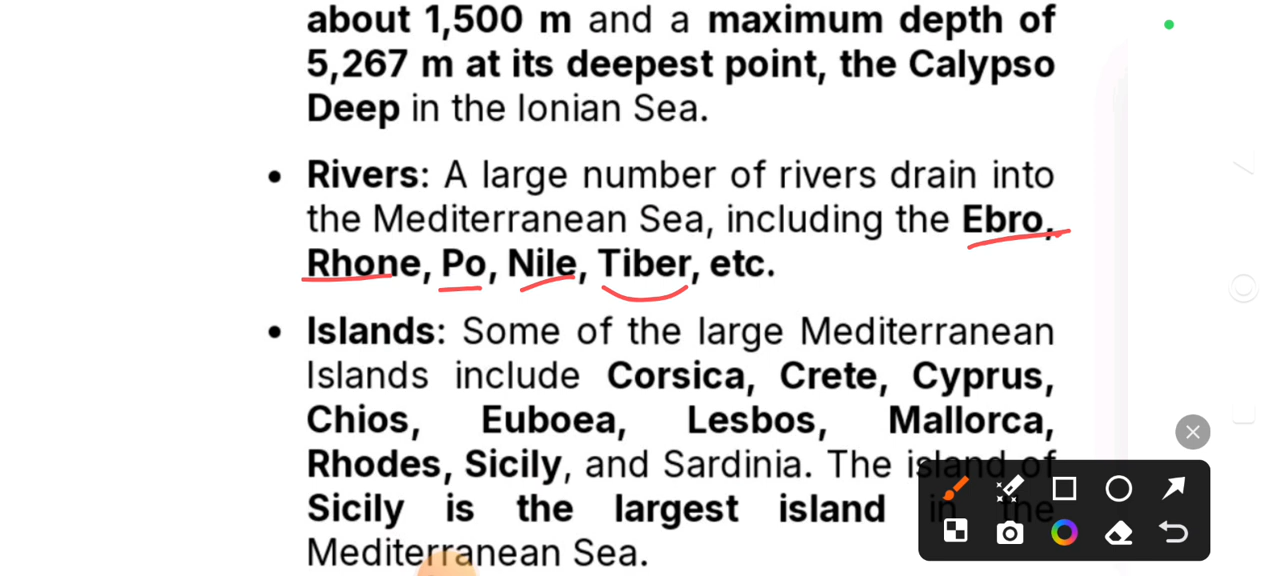 about 1,500 m and a maximum depth of
5,267 m at its deepest point, the Calypso
Deep in the Ionian Sea.
• Rivers: A large number of rivers drain into
the Mediterranean Sea, including the Ebro,
Rhone, Po, Nile, Tiber, etc.
• Islands: Some of the large Mediterranean
Islands include Corsica, Crete, Cyprus,
Chios, Euboea, Lesbos, Mallorca,
Rhodes, Sicily, and Sardinia. The island of
Sicily is the largest island in the
Mediterranean Sea.